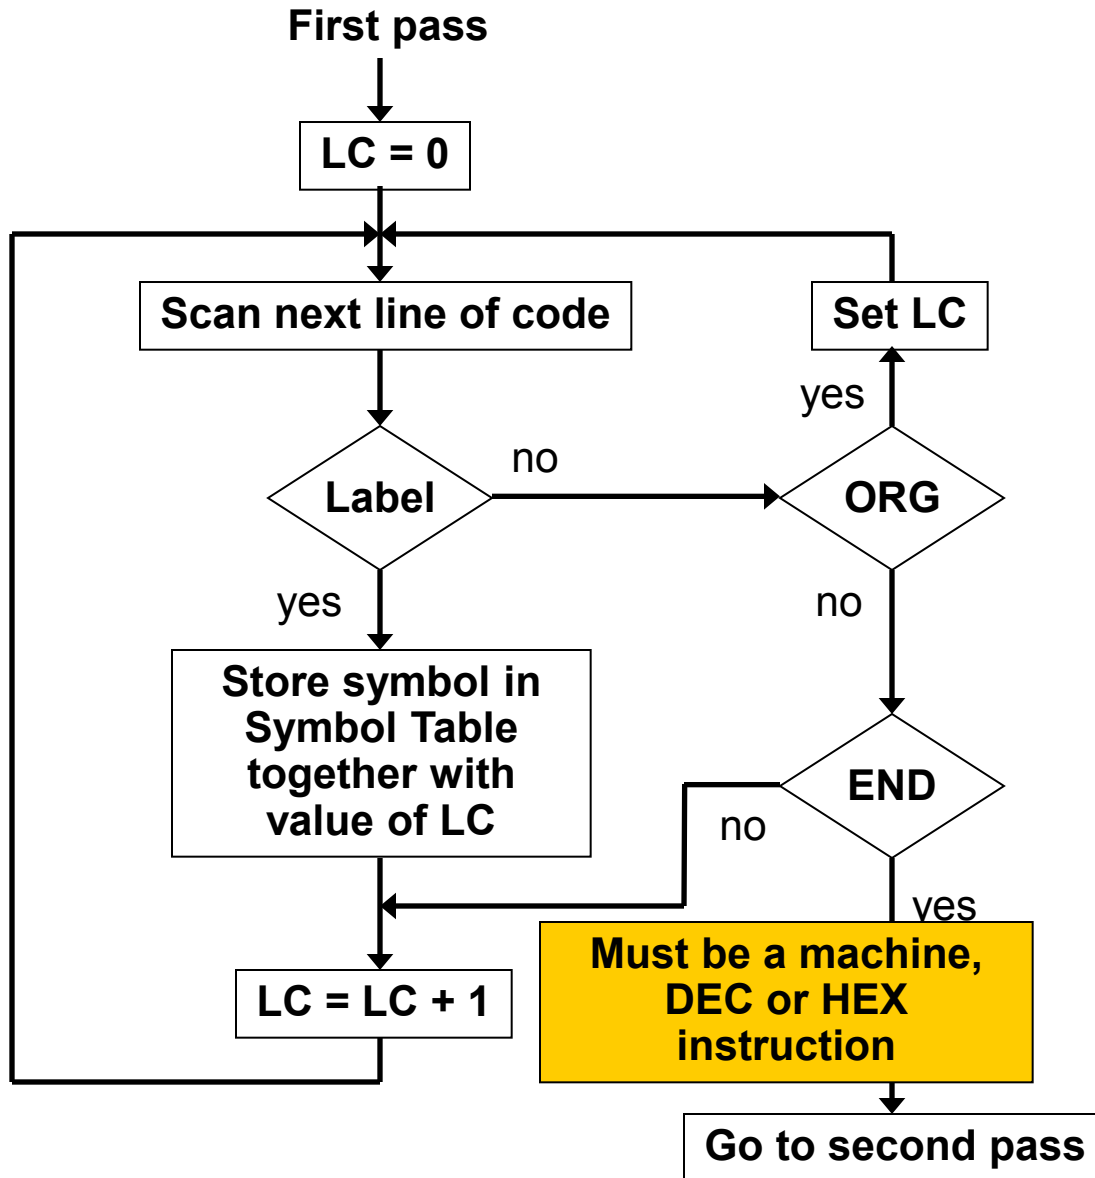 First pass
LC = 0
Scan next line of code
Set LC
yes
no
Label
ORG
yes
no
Store symbol in
Symbol Table
together with
value of LC
END
no
yes
Must be a machine,
DEC or HEX
instruction
LC = LC + 1
Go to second pass